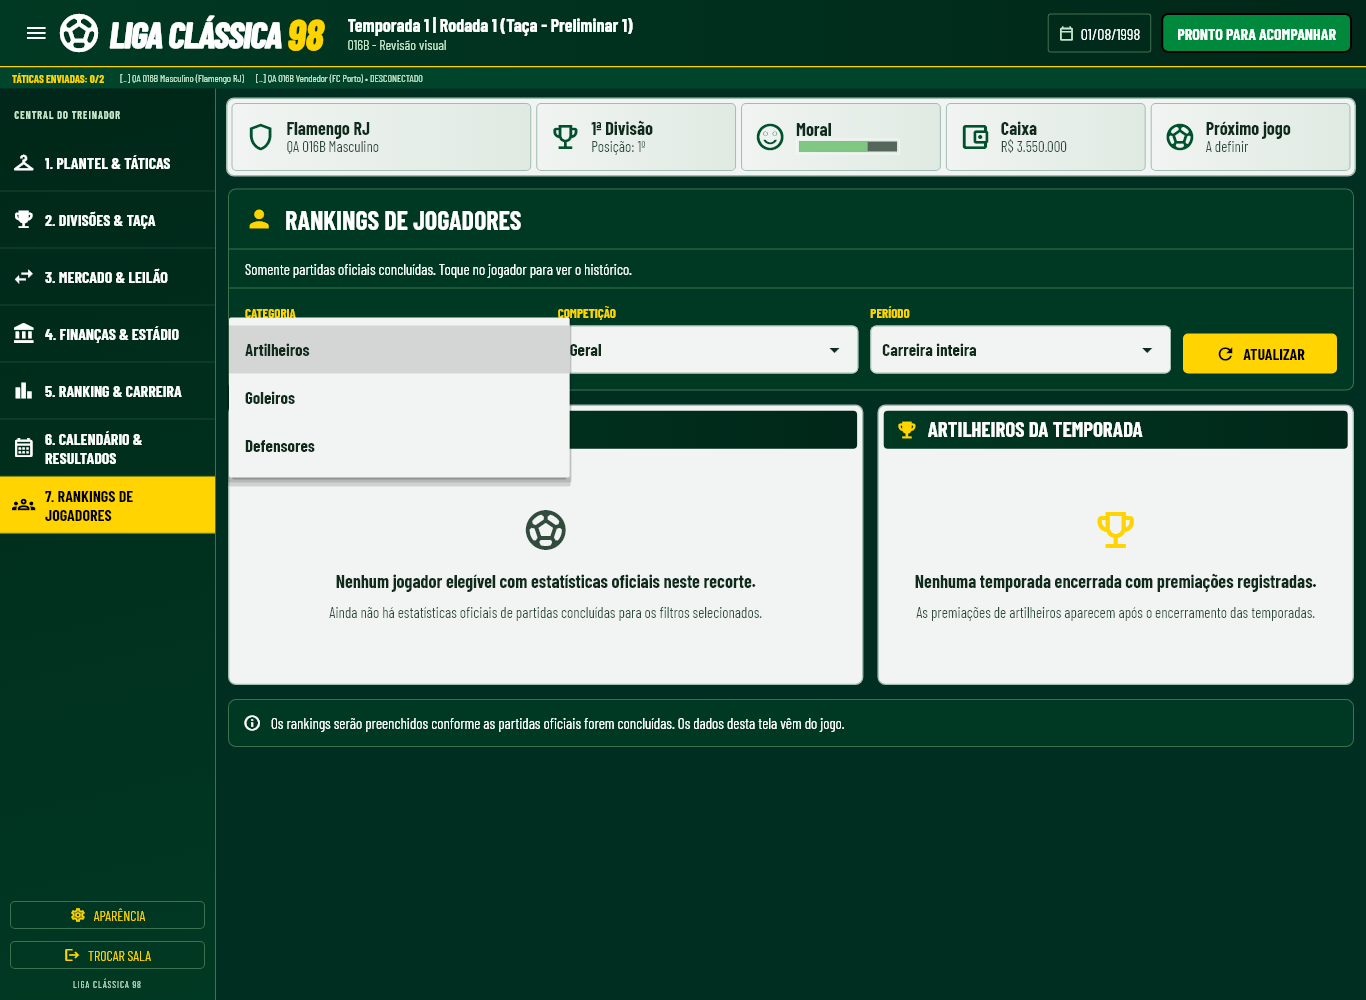 LIGA CLÁSSICA 98
Temporada 1 | Rodada 1 (Taça - Preliminar 1)
016B - Revisão visual
01/08/1998
PRONTO PARA ACOMPANHAR
TÁTICAS ENVIADAS: 0/2
[..] QA 016B Masculino (Flamengo RJ)
[..] QA 016B Vendedor (FC Porto) • DESCONECTADO
CENTRAL DO TREINADOR
1. PLANTEL & TÁTICAS
2. DIVISÕES & TAÇA
3. MERCADO & LEILÃO
4. FINANÇAS & ESTÁDIO
5. RANKING & CARREIRA
6. CALENDÁRIO &
RESULTADOS
7. RANKINGS DE
JOGADORES
APARÊNCIA
TROCAR SALA
LIGA CLÁSSICA 98
Flamengo RJ
QA 016B Masculino
1ª Divisão
Posição: 1º
Moral
Caixa
R$ 3.550.000
Próximo jogo
A definir
RANKINGS DE JOGADORES
Somente partidas oficiais concluídas. Toque no jogador para ver o histórico.
CATEGORIA
Artilheiros
Goleiros
Defensores
COMPETIÇÃO
Geral
PERÍODO
Carreira inteira
ATUALIZAR
Nenhum jogador elegível com estatísticas oficiais neste recorte.
Ainda não há estatísticas oficiais de partidas concluídas para os filtros selecionados.
ARTILHEIROS DA TEMPORADA
Nenhuma temporada encerrada com premiações registradas.
As premiações de artilheiros aparecem após o encerramento das temporadas.
Os rankings serão preenchidos conforme as partidas oficiais forem concluídas. Os dados desta tela vêm do jogo.